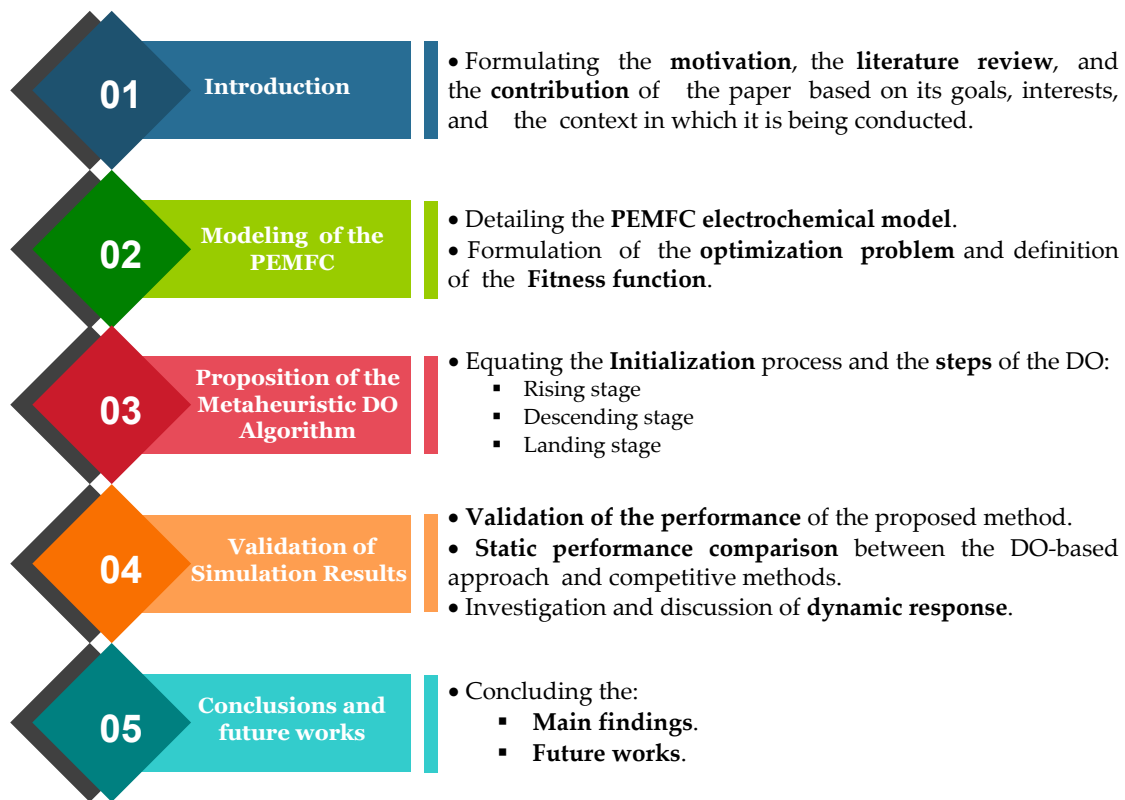 01
Introduction
• Formulating the motivation, the literature review, and
the contribution of the paper based on its goals, interests,
and the context in which it is being conducted.
02
Modeling of the
PEMFC
• Detailing the PEMFC electrochemical model.
• Formulation of the optimization problem and definition
of the Fitness function.
03
Proposition of the
Metaheuristic DO
Algorithm
• Equating the Initialization process and the steps of the DO:
▪ Rising stage
▪ Descending stage
▪ Landing stage
04
Validation of
Simulation Results
• Validation of the performance of the proposed method.
• Static performance comparison between the DO-based
approach and competitive methods.
• Investigation and discussion of dynamic response.
05
Conclusions and
future works
• Concluding the:
▪ Main findings.
▪ Future works.